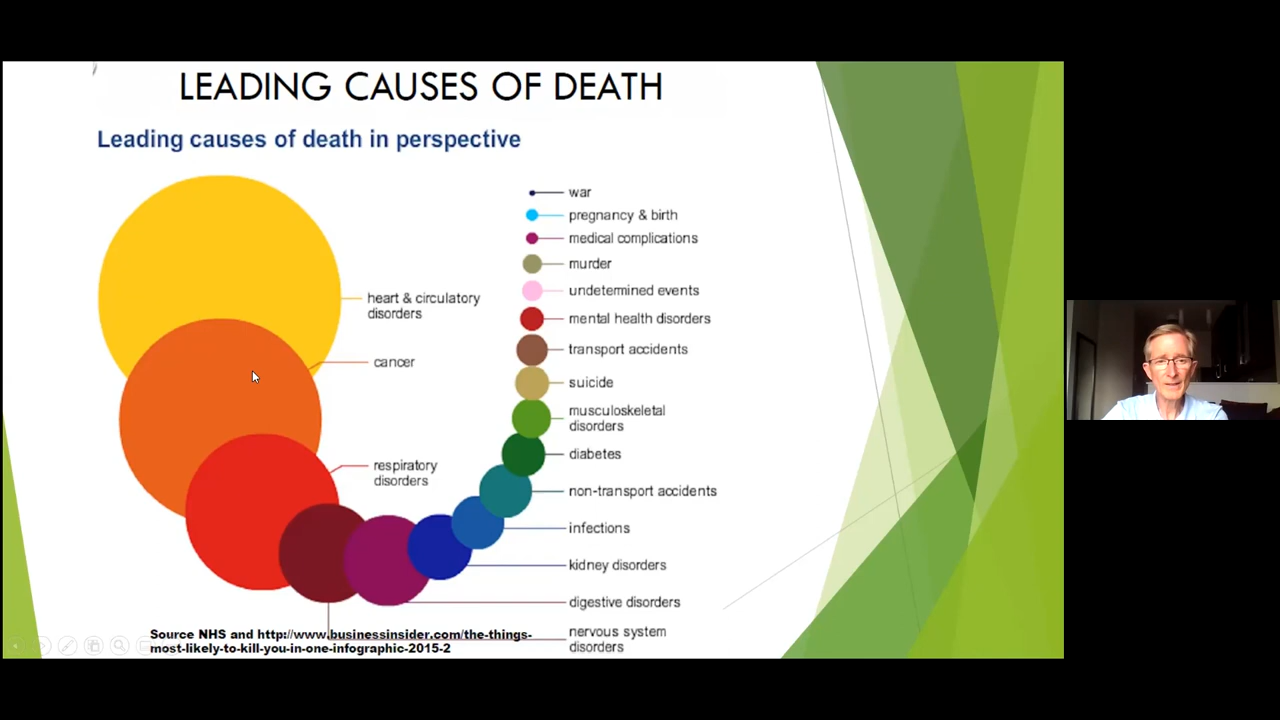 LEADING CAUSES OF DEATH
Leading causes of death in perspective
war
pregnancy & birth
medical complications
murder
undetermined events
mental health disorders
transport accidents
suicide
musculoskeletal
disorders
diabetes
non-transport accidents
infections
kidney disorders
digestive disorders
nervous system
disorders
heart & circulatory
disorders
cancer
respiratory
disorders
Source NHS and http://www.businessinsider.com/the-things-
most-likely-to-kill-you-in-one-infographic-2015-2